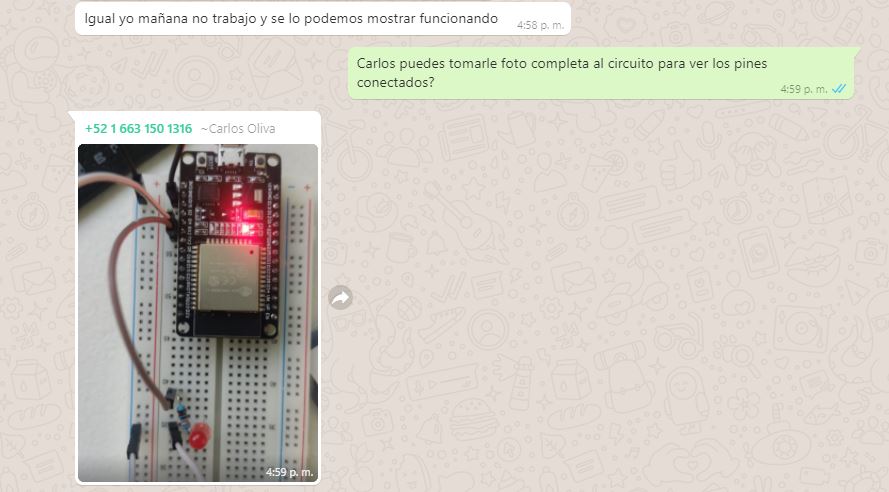 Igual yo mañana no trabajo y se lo podemos mostrar funcionando
4:58 p. m.
Carlos puedes tomarle foto completa al circuito para ver los pines
conectados?
4:59 p. m.
+52 1 663 150 1316 ~Carlos Oliva
4:59 p. m.